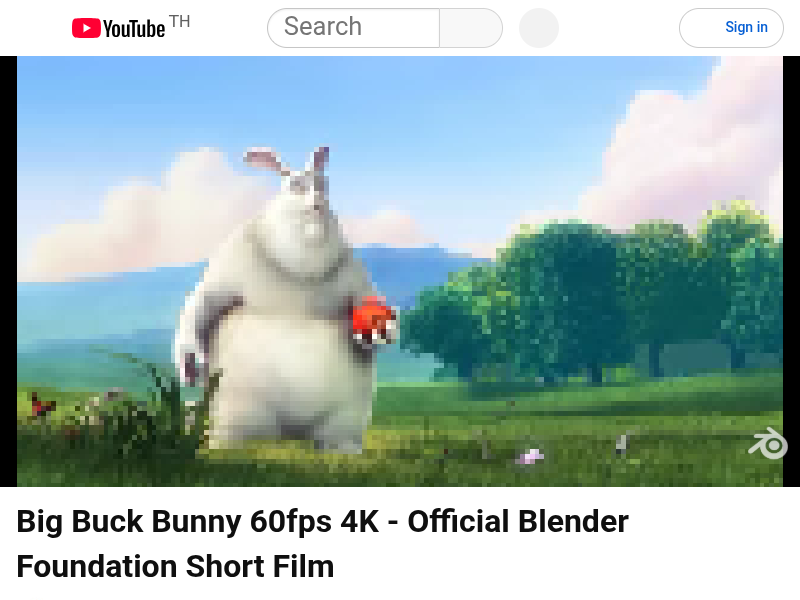 YouTube TH
Search
Sign in
Big Buck Bunny 60fps 4K - Official Blender
Foundation Short Film